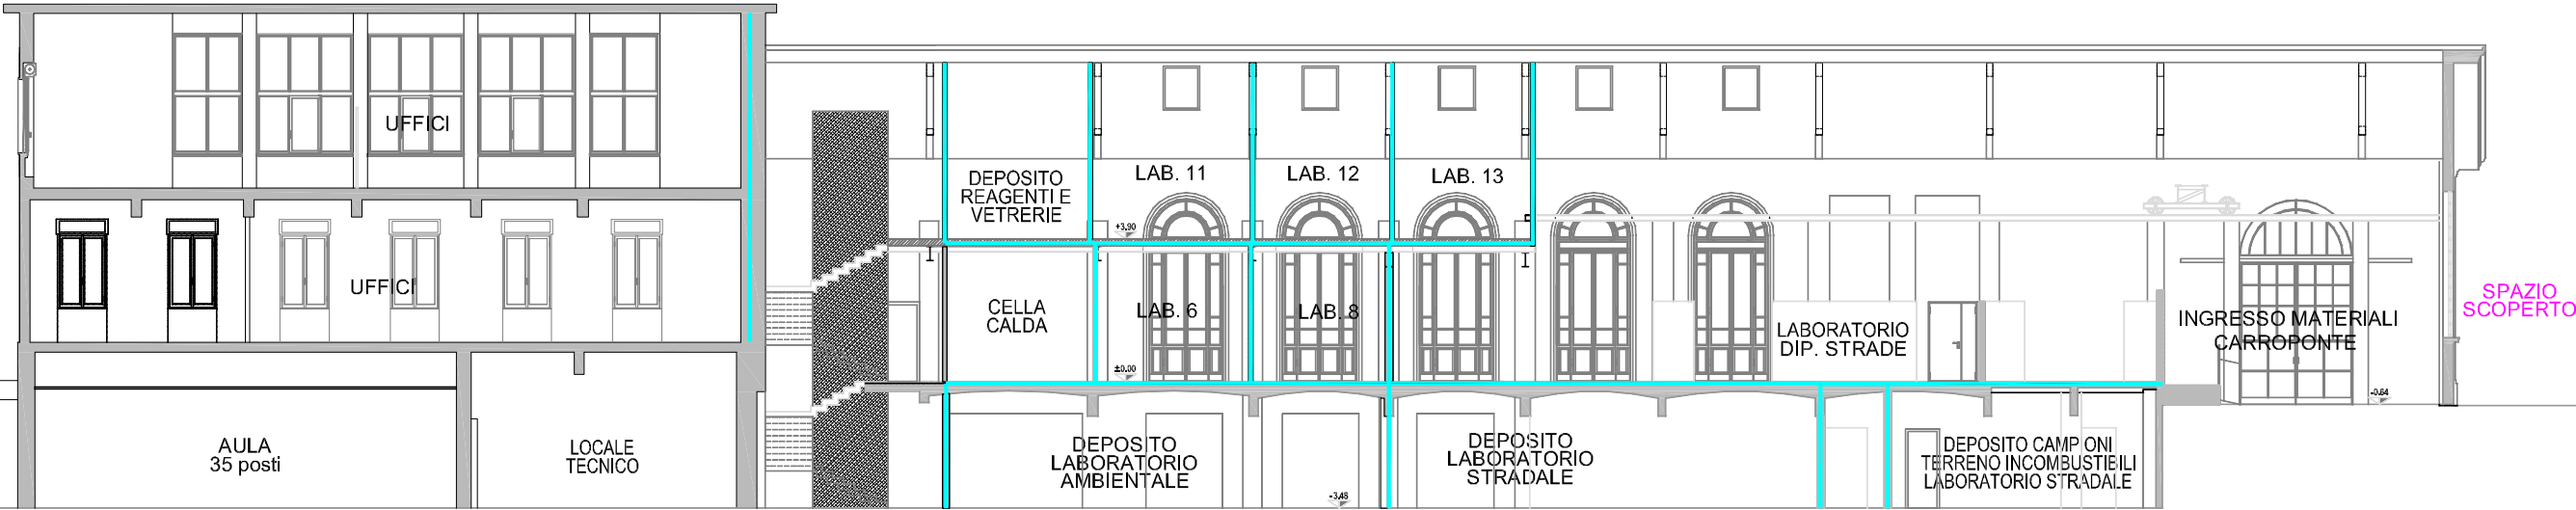 UFFICI
UFFICI
AULA
35 posti
LOCALE
TECNICO
DEPOSITO
REAGENTI E
VETRERIE
LAB. 11
LAB. 12
LAB. 13
+3.90
CELLA
CALDA
LAB. 6
LAB. 8
±0.00
LABORATORIO
DIP. STRADE
INGRESSO MATERIALI
CARROPONTE
-0.64
SPAZIO
SCOPERTO
DEPOSITO
LABORATORIO
AMBIENTALE
-3.48
DEPOSITO
LABORATORIO
STRADALE
DEPOSITO CAMPIONI
TERRENO INCOMBUSTIBILI
LABORATORIO STRADALE